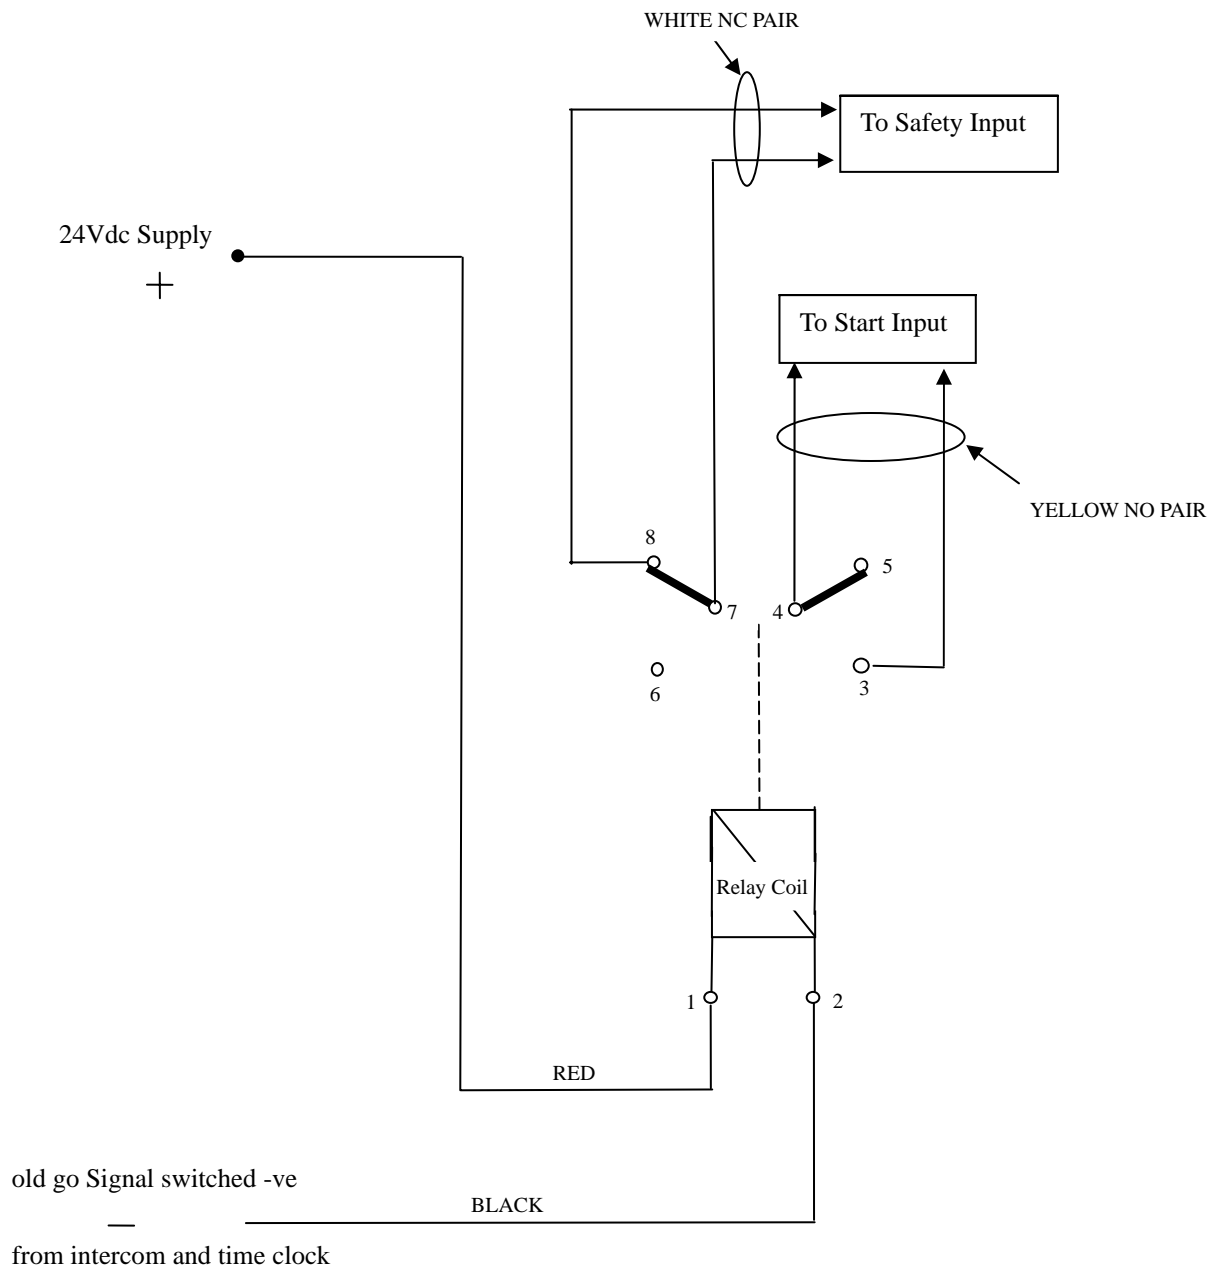 WHITE NC PAIR
To Safety Input
24Vdc Supply
+
To Start Input
YELLOW NO PAIR
8
5
7
4
6
3
Relay Coil
1
2
RED
old go Signal switched -ve
BLACK
—
from intercom and time clock